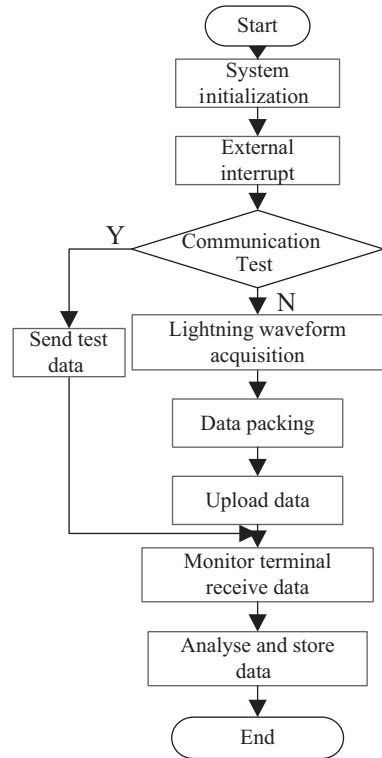 Start
System
initialization
External
interrupt
Y
Communication
Test
N
Send test
data
Lightning waveform
acquisition
Data packing
Upload data
Monitor terminal
receive data
Analyse and store
data
End